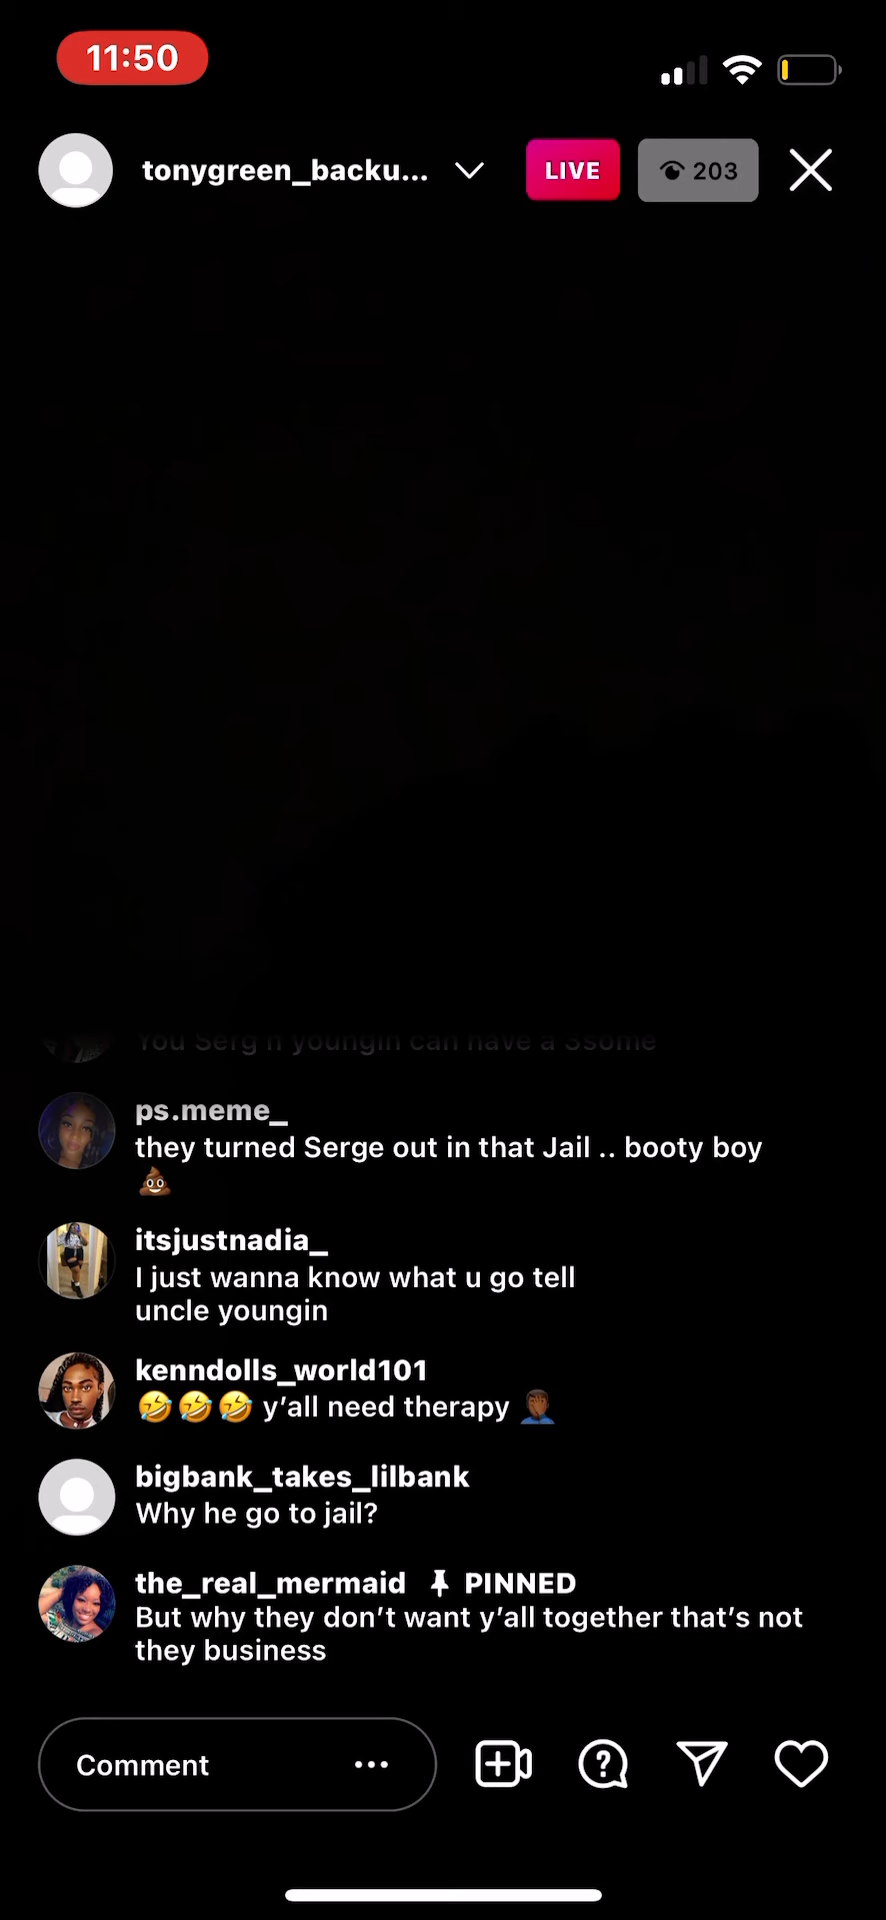 11:50
tonygreen_backu...
LIVE
203
You Serg n youngin can have a 3some
ps.meme_
they turned Serge out in that Jail .. booty boy
💩
itsjustnadia_
I just wanna know what u go tell
uncle youngin
kenndolls_world101
🤣🤣🤣 y’all need therapy 🤦🏾‍♂️
bigbank_takes_lilbank
Why he go to jail?
the_real_mermaid PINNED
But why they don’t want y’all together that’s not
they business
Comment ...